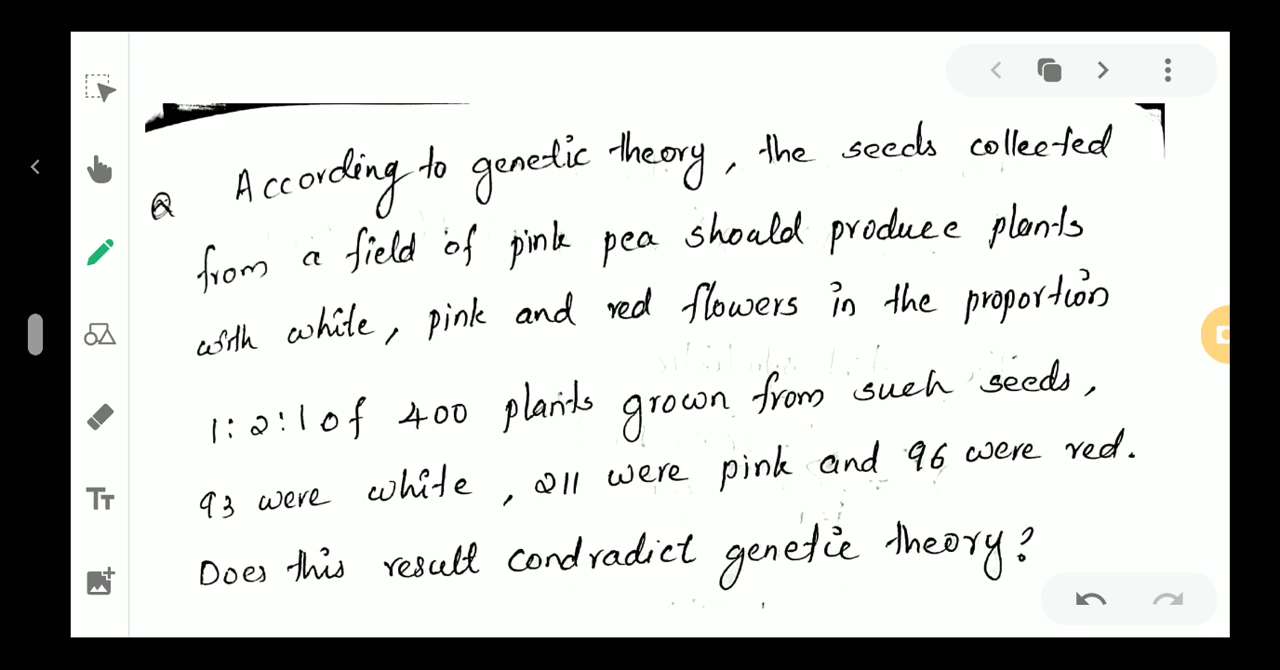 Q According to genetic theory, the seeds collected
from a field of pink pea should produce plants
with white, pink and red flowers in the proportion
1:2:1 of 400 plants grown from such seeds,
93 were white, 211 were pink and 96 were red.
Does this result condradict genetic theory?
TT